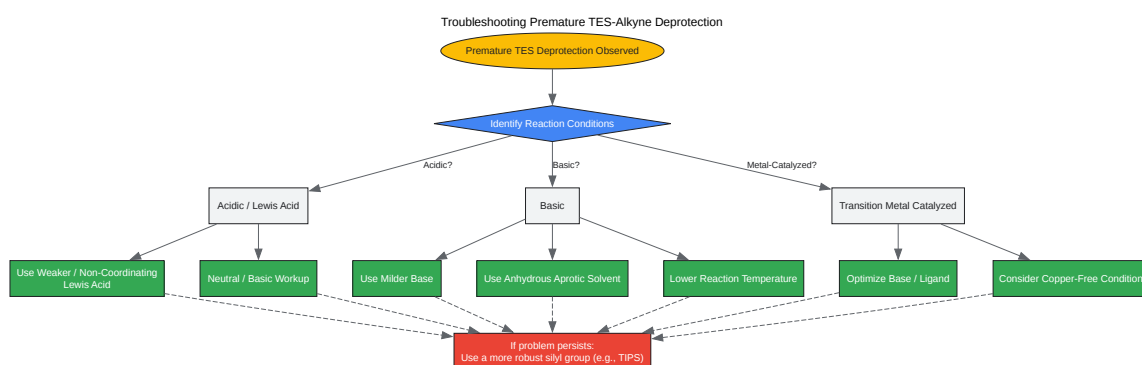 Troubleshooting Premature TES-Alkyne Deprotection
Premature TES Deprotection Observed
Identify Reaction Conditions
Acidic?
Basic?
Metal-Catalyzed?
Acidic / Lewis Acid
Basic
Transition Metal Catalyzed
Use Weaker / Non-Coordinating
Lewis Acid
Neutral / Basic Workup
Use Milder Base
Use Anhydrous Aprotic Solvent
Lower Reaction Temperature
Optimize Base / Ligand
Consider Copper-Free Condition
If problem persists:
Use a more robust silyl group (e.g., TIPS)